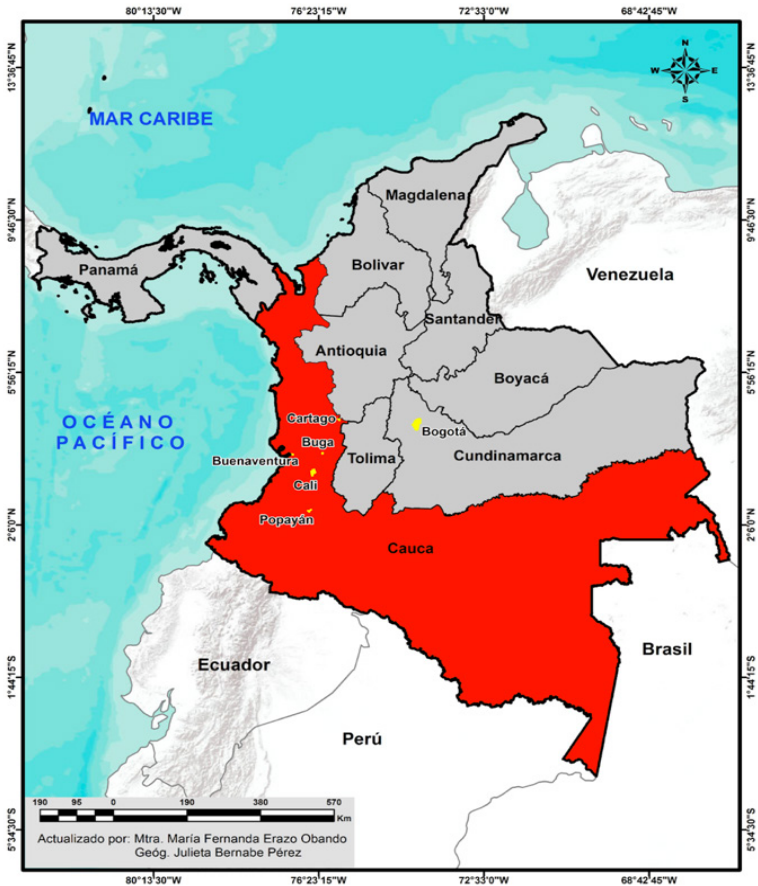 80°13'30"W 76°23'15"W 72°33'0"W 68°42'45"W
13°36'45"N
9°46'30"N
5°56'15"N
2°6'0"N
1°44'15"S
5°34'30"S
N
W E
S
MAR CARIBE
Magdalena
Panamá
Bolivar
Venezuela
Santander
Antioquia
Boyacá
OCÉANO
PACÍFICO
Cartago
Bogotá
Buga
Tolima
Cundinamarca
Buenaventura
Cali
Popayán
Cauca
Ecuador
Brasil
Perú
190 95 0 190 380 570
Km
Actualizado por: Mtra. María Fernanda Erazo Obando
Geóg. Julieta Bernabe Pérez
13°36'45"N
9°46'30"N
5°56'15"N
2°6'0"N
1°44'15"S
5°34'30"S
80°13'30"W 76°23'15"W 72°33'0"W 68°42'45"W